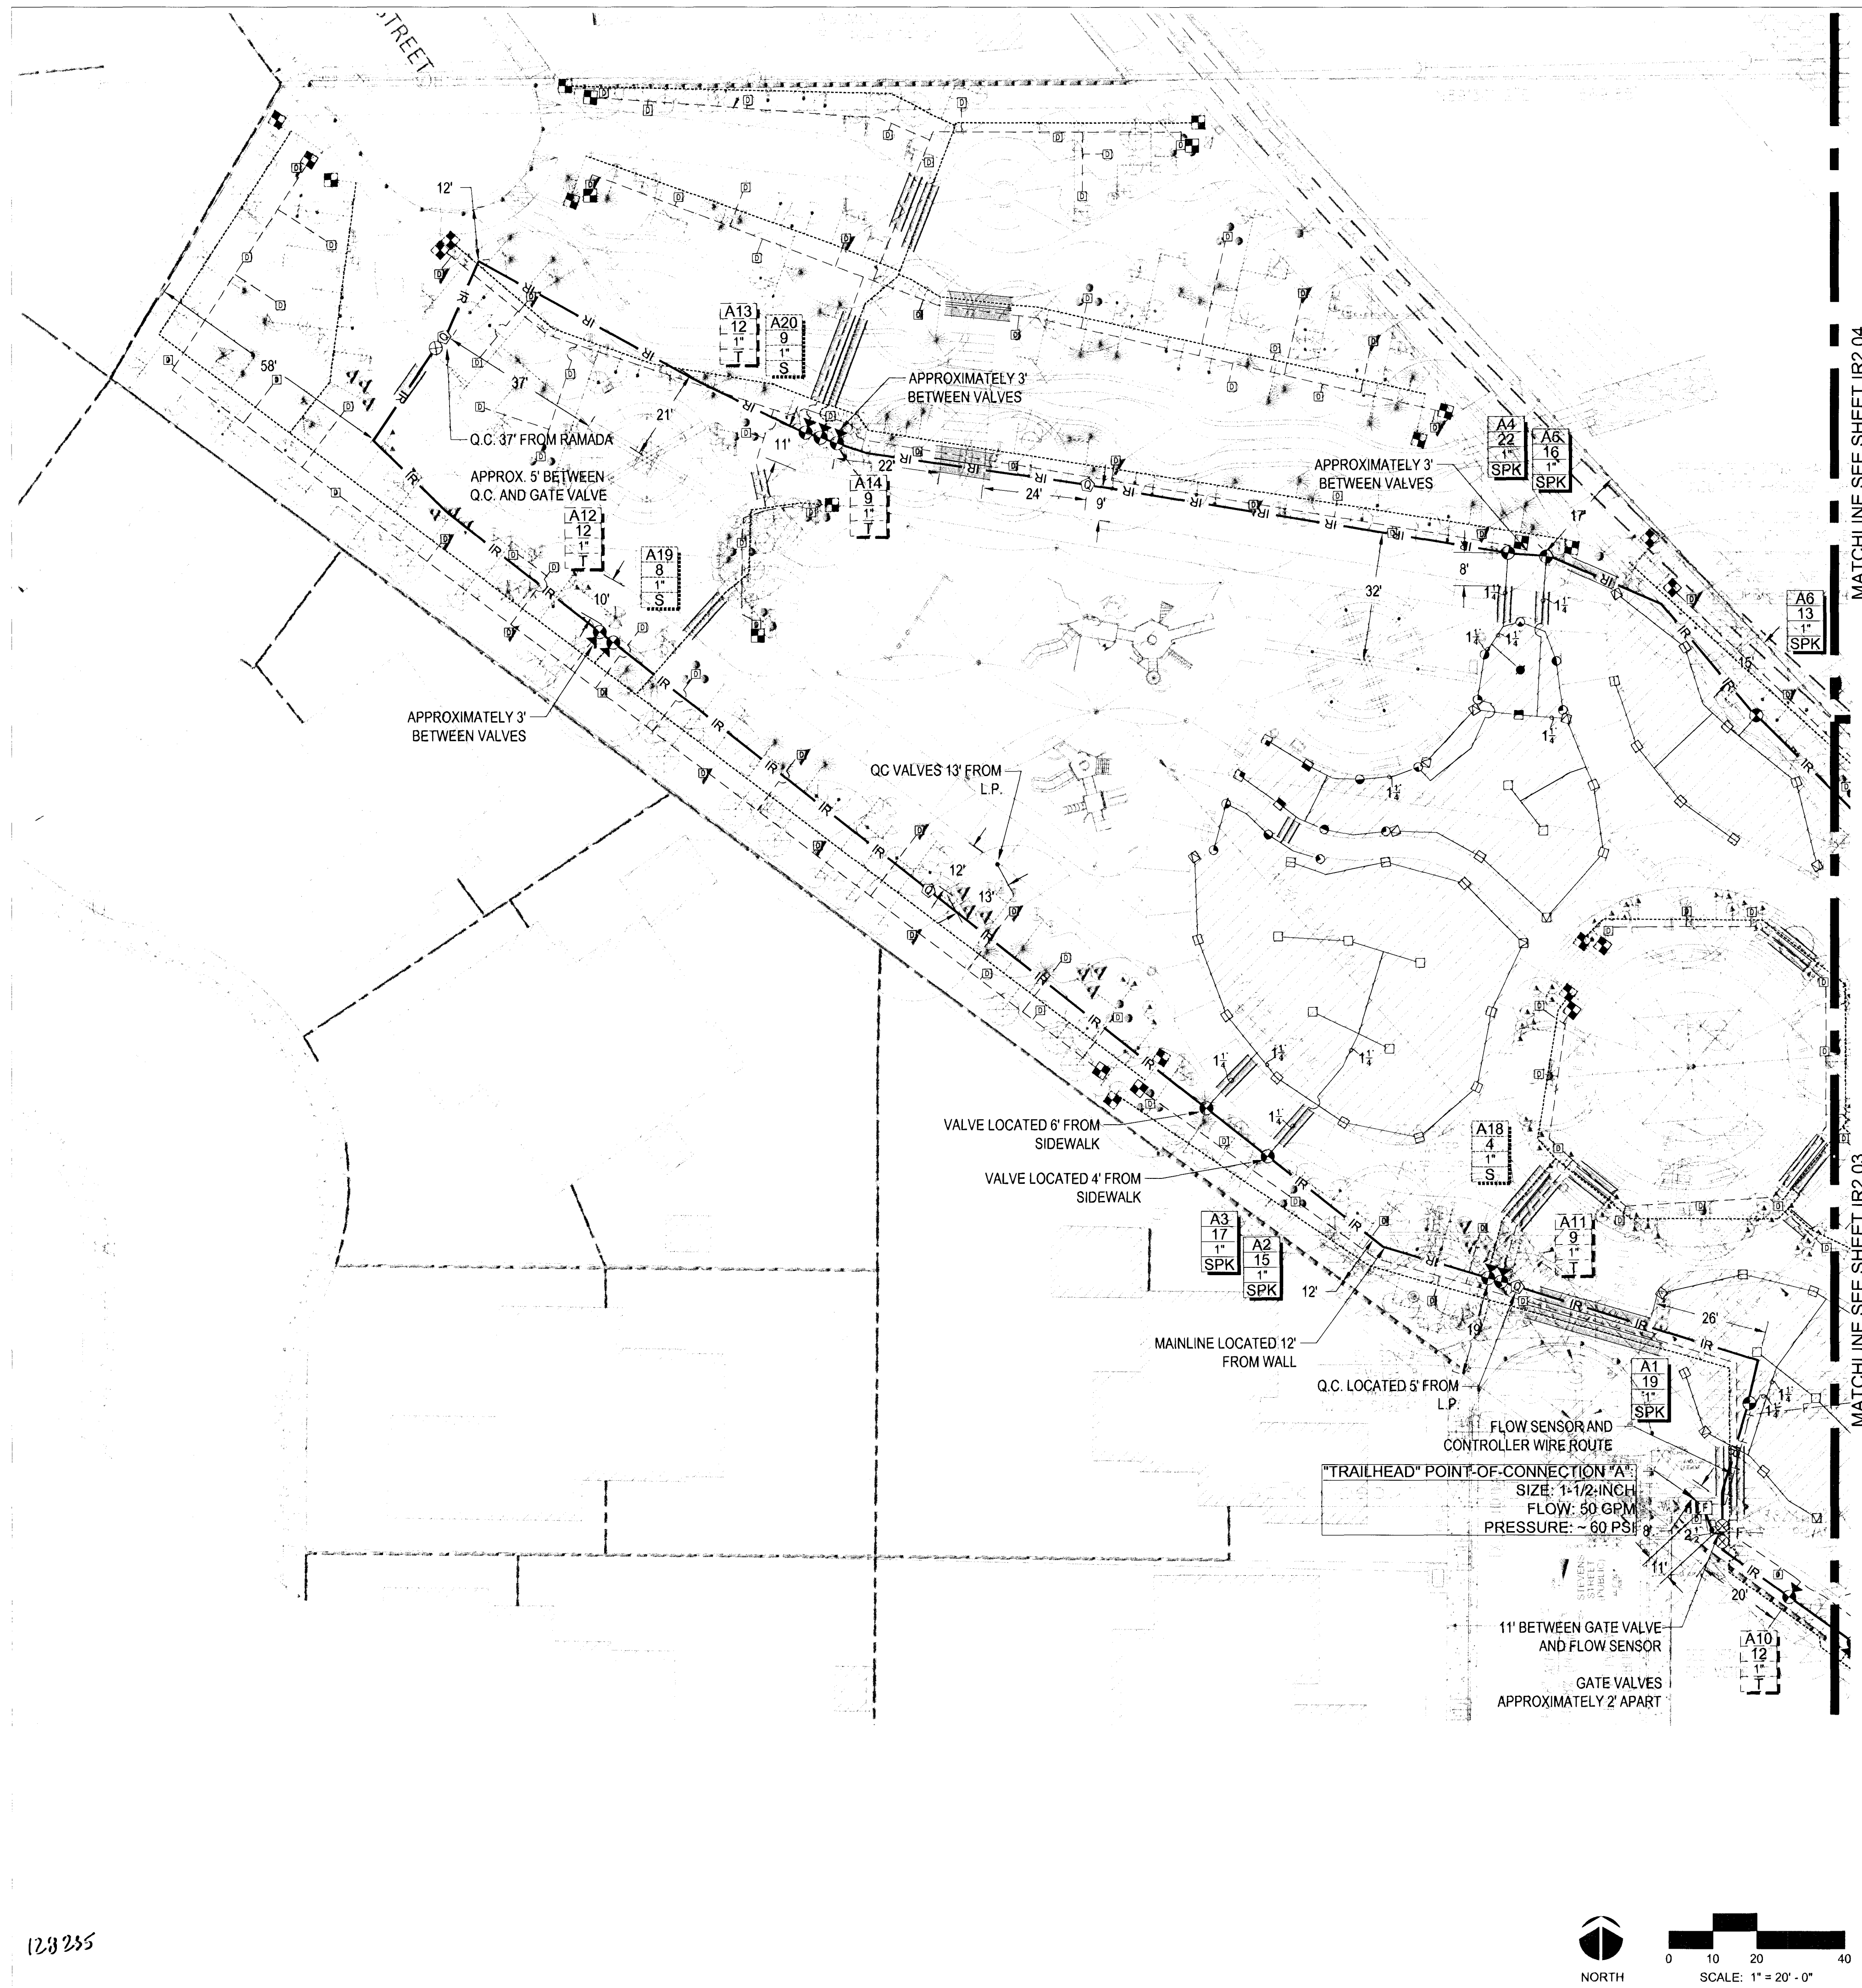 STREET
12'
58'
37'
Q.C. 37' FROM RAMADA
APPROX. 5' BETWEEN
Q.C. AND GATE VALVE
21'
A13
12
1"
T
A20
9
1"
S
APPROXIMATELY 3'
BETWEEN VALVES
11'
22'
A14
9
1"
T
24'
9'
A12
12
1"
T
A19
8
1"
S
10'
APPROXIMATELY 3'
BETWEEN VALVES
APPROXIMATELY 3'
BETWEEN VALVES
A4
22
1"
SPK
A5
16
1"
SPK
17'
8'
32'
A6
13
1"
SPK
15'
MATCHLINE SEE SHEET IR2.04
QC VALVES 13' FROM
L.P.
12'
13'
1¼"
VALVE LOCATED 6' FROM
SIDEWALK
VALVE LOCATED 4' FROM
SIDEWALK
A18
4
1"
S
A3
17
1"
SPK
A2
15
1"
SPK
A11
9
1"
T
12'
19'
26'
MAINLINE LOCATED 12'
FROM WALL
Q.C. LOCATED 5' FROM
L.P.
A1
19
1"
SPK
FLOW SENSOR AND
CONTROLLER WIRE ROUTE
"TRAILHEAD" POINT-OF-CONNECTION "A":
SIZE: 1-1/2-INCH
FLOW: 50 GPM
PRESSURE: ~ 60 PSI
8'
11'
20'
STEVENS
STREET
PUBLIC
11' BETWEEN GATE VALVE
AND FLOW SENSOR
A10
12
1"
T
GATE VALVES
APPROXIMATELY 2' APART
MATCHLINE SEE SHEET IR2.03
128235
NORTH
0 10 20 40
SCALE: 1" = 20' - 0"